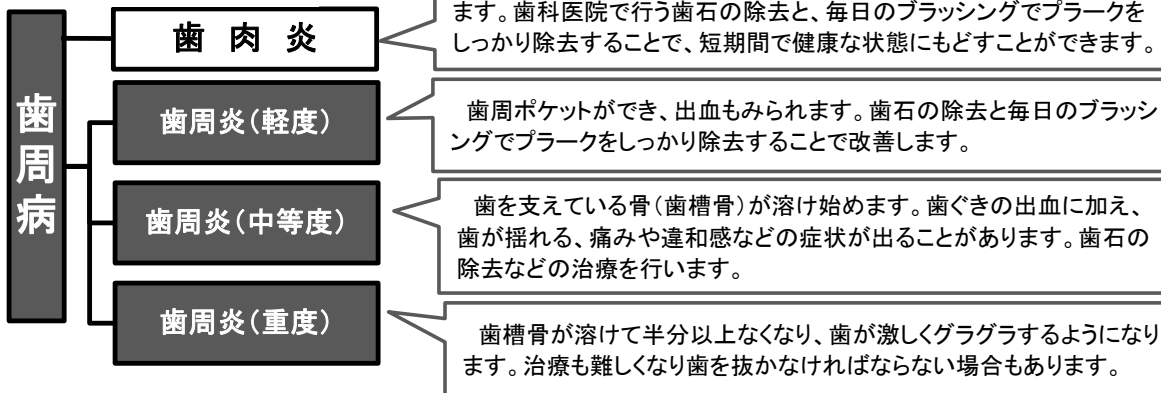 歯周病
歯 肉 炎
ます。歯科医院で行う歯石の除去と、毎日のブラッシングでプラークを
しっかり除去することで、短期間で健康な状態にもどすことができます。
歯周炎(軽度)
歯周ポケットができ、出血もみられます。歯石の除去と毎日のブラッシ
ングでプラークをしっかり除去することで改善します。
歯周炎(中等度)
歯を支えている骨(歯槽骨)が溶け始めます。歯ぐきの出血に加え、
歯が揺れる、痛みや違和感などの症状が出ることがあります。歯石の
除去などの治療を行います。
歯周炎(重度)
歯槽骨が溶けて半分以上なくなり、歯が激しくグラグラするようになり
ます。治療も難しくなり歯を抜かなければならない場合もあります。